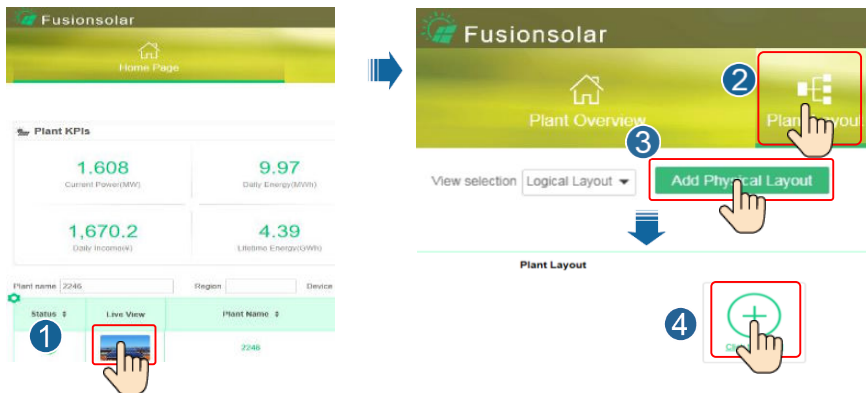 Fusionsolar
Home Page
Plant KPIs
1.608
Current Power(MW)
9.97
Daily Energy(MWh)
1,670.2
Daily Income(¥)
4.39
Lifetime Energy(GWh)
Plant name 2246 Region Device
Status Live View Plant Name
1
2246
Fusionsolar
2
Plant Overview
3
View selection Logical Layout Add Physical Layout
Plant Layout
4